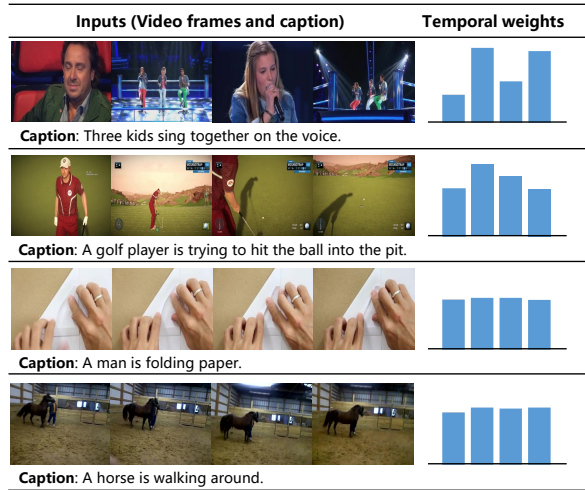 Inputs (Video frames and caption) Temporal weights
Caption: Three kids sing together on the voice.
Caption: A golf player is trying to hit the ball into the pit.
Caption: A man is folding paper.
Caption: A horse is walking around.